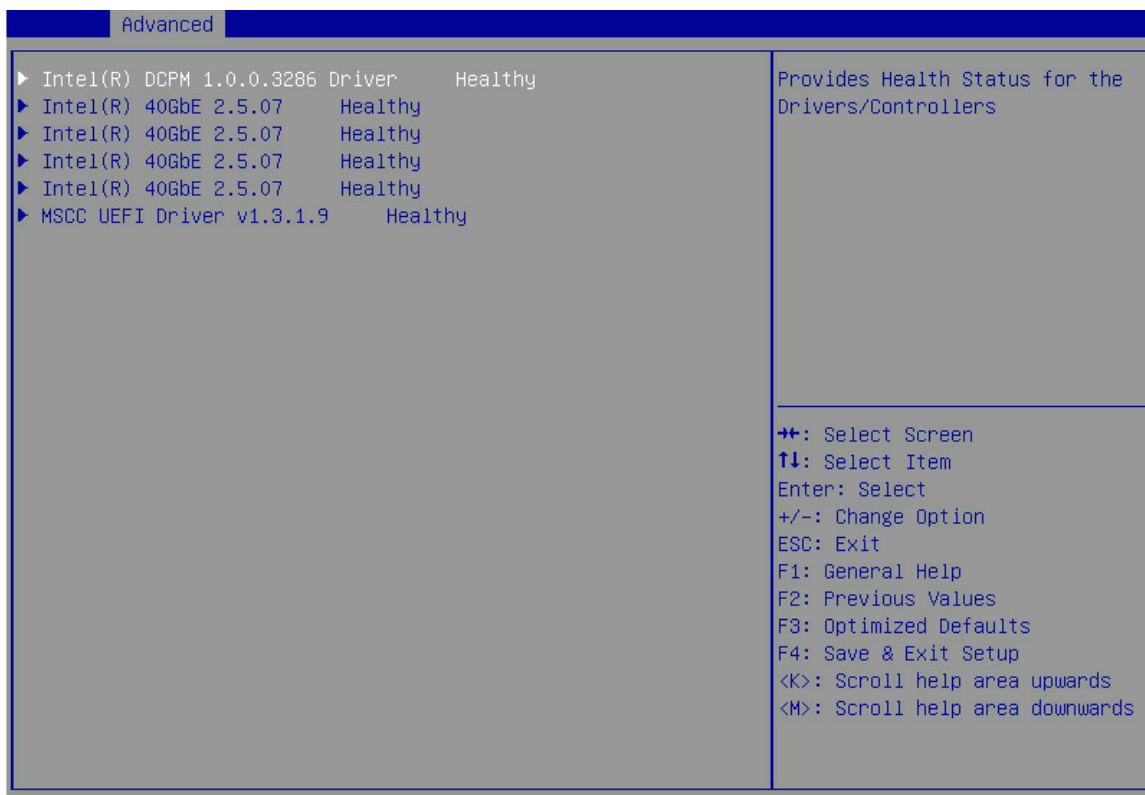 Advanced
▶ Intel(R) DCPM 1.0.0.3286 Driver Healthy
▶ Intel(R) 40GbE 2.5.07 Healthy
▶ Intel(R) 40GbE 2.5.07 Healthy
▶ Intel(R) 40GbE 2.5.07 Healthy
▶ Intel(R) 40GbE 2.5.07 Healthy
▶ MSCC UEFI Driver v1.3.1.9 Healthy
Provides Health Status for the
Drivers/Controllers
→←: Select Screen
↑↓: Select Item
Enter: Select
+/-: Change Option
ESC: Exit
F1: General Help
F2: Previous Values
F3: Optimized Defaults
F4: Save & Exit Setup
<K>: Scroll help area upwards
<M>: Scroll help area downwards